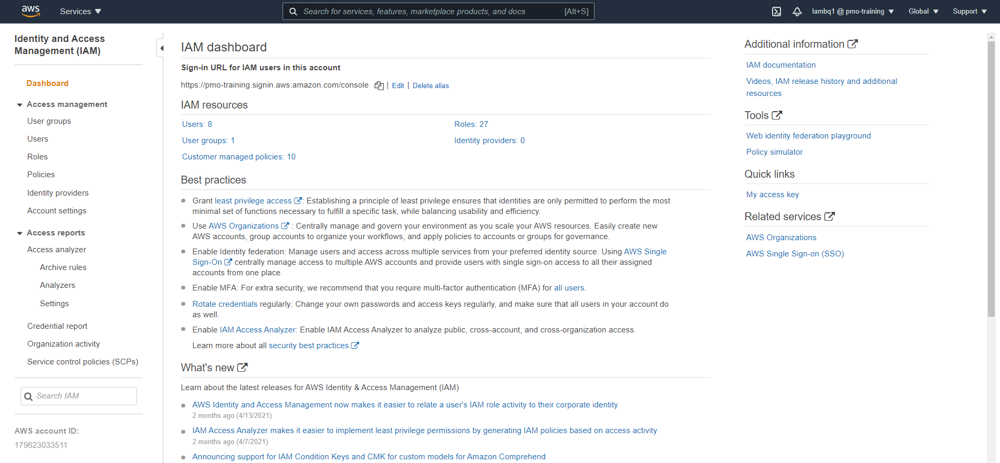 aws
Services
Search for services, features, marketplace products, and docs [Alt+S]
lambq1 @ pmo-training
Global
Support
Identity and Access
Management (IAM)
Dashboard
Access management
User groups
Users
Roles
Policies
Identity providers
Account settings
Access reports
Access analyzer
Archive rules
Analyzers
Settings
Credential report
Organization activity
Service control policies (SCPs)
Search IAM
AWS account ID:
179623033511
IAM dashboard
Sign-in URL for IAM users in this account
https://pmo-training.signin.aws.amazon.com/console | Edit | Delete alias
IAM resources
Users: 8
Roles: 27
User groups: 1
Identity providers: 0
Customer managed policies: 10
Best practices
Grant least privilege access : Establishing a principle of least privilege ensures that identities are only permitted to perform the most
minimal set of functions necessary to fulfill a specific task, while balancing usability and efficiency.
Use AWS Organizations : Centrally manage and govern your environment as you scale your AWS resources. Easily create new
AWS accounts, group accounts to organize your workflows, and apply policies to accounts or groups for governance.
Enable Identity federation: Manage users and access across multiple services from your preferred identity source. Using AWS Single
Sign-On centrally manage access to multiple AWS accounts and provide users with single sign-on access to all their assigned
accounts from one place.
Enable MFA: For extra security, we recommend that you require multi-factor authentication (MFA) for all users.
Rotate credentials regularly: Change your own passwords and access keys regularly, and make sure that all users in your account do
as well.
Enable IAM Access Analyzer: Enable IAM Access Analyzer to analyze public, cross-account, and cross-organization access.
Learn more about all security best practices.
What's new
Learn about the latest releases for AWS Identity & Access Management (IAM)
AWS Identity and Access Management now makes it easier to relate a user's IAM role activity to their corporate identity
2 months ago (4/13/2021)
IAM Access Analyzer makes it easier to implement least privilege permissions by generating IAM policies based on access activity
2 months ago (4/7/2021)
Announcing support for IAM Condition Keys and CMK for custom models for Amazon Comprehend
Additional information
IAM documentation
Videos, IAM release history and additional
resources
Tools
Web identity federation playground
Policy simulator
Quick links
My access key
Related services
AWS Organizations
AWS Single Sign-on (SSO)